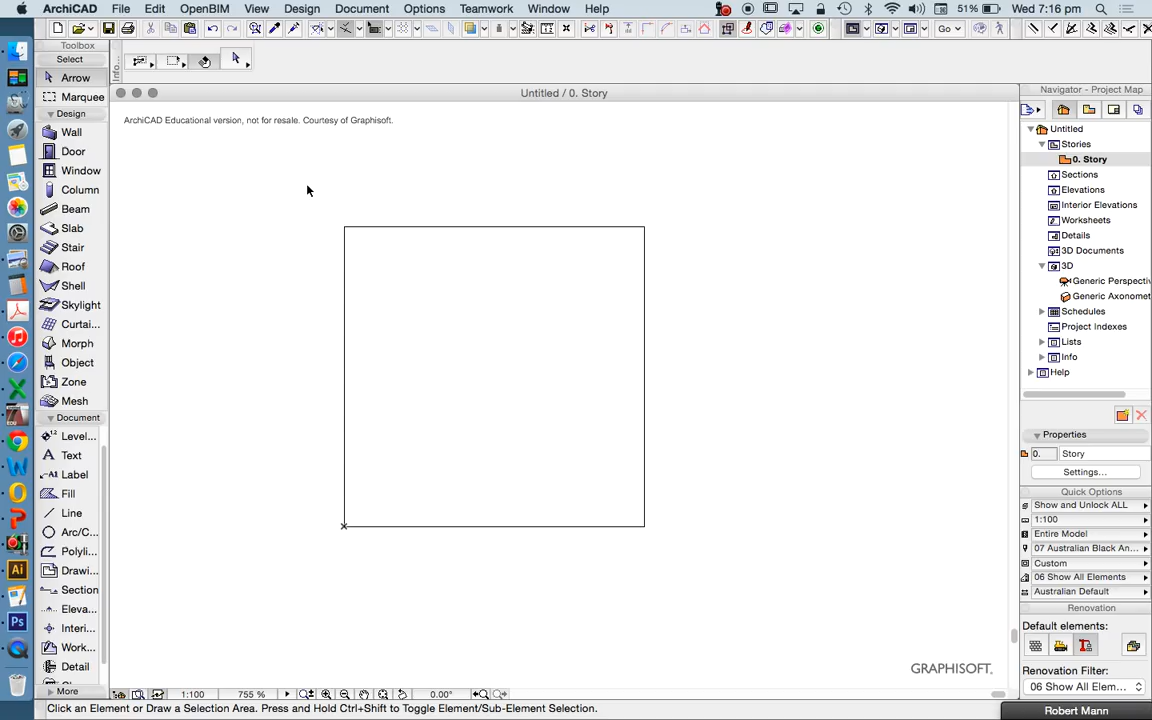 ArchiCAD File Edit OpenBIM View Design Document Options Teamwork Window Help 51% Wed 7:16 pm
Toolbox
Select
Arrow
Marquee
Design
Wall
Door
Window
Column
Beam
Slab
Stair
Roof
Shell
Skylight
Curtai...
Morph
Object
Zone
Mesh
Document
Level...
Text
Label
Fill
Line
Arc/C...
Polyli...
Drawi...
Section
Eleva...
Interi...
Work...
Detail
More
Info...
Go
Untitled / 0. Story
ArchiCAD Educational version, not for resale. Courtesy of Graphisoft.
GRAPHISOFT.
1:100 755 % 0.00°
Click an Element or Draw a Selection Area. Press and Hold Ctrl+Shift to Toggle Element/Sub-Element Selection.
Navigator - Project Map
Untitled
Stories
0. Story
Sections
Elevations
Interior Elevations
Worksheets
Details
3D Documents
3D
Generic Perspecti
Generic Axonomet
Schedules
Project Indexes
Lists
Info
Help
Properties
0. Story
Settings...
Quick Options
Show and Unlock ALL
1:100
Entire Model
07 Australian Black An...
Custom
06 Show All Elements
Australian Default
Renovation
Default elements:
Renovation Filter:
06 Show All Elem...
Robert Mann